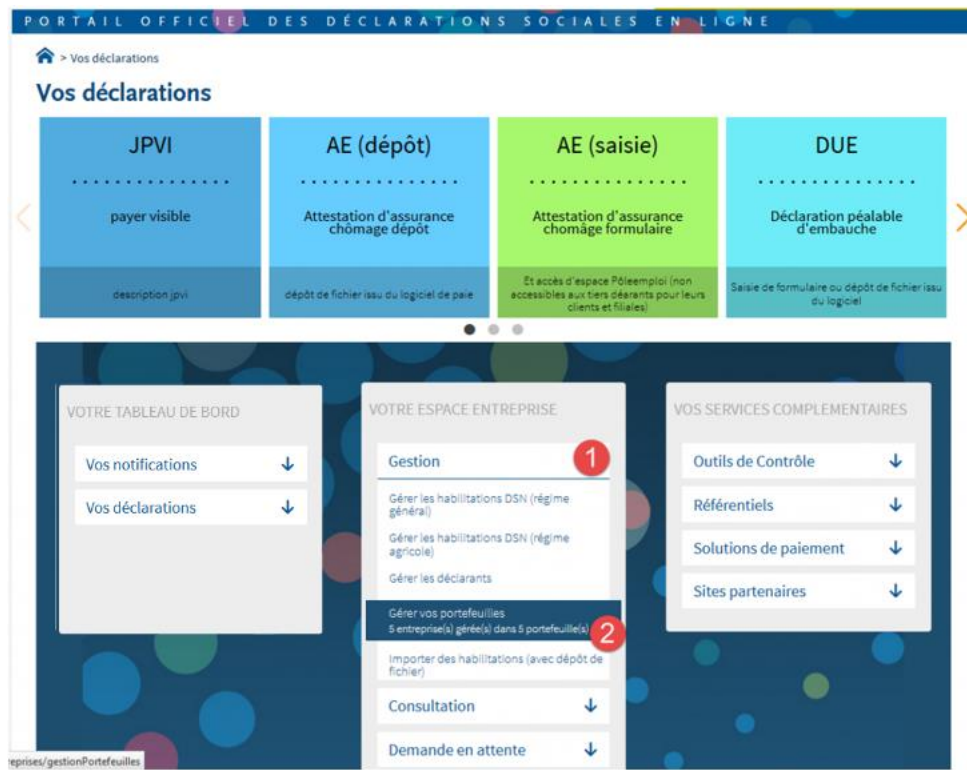 PORTAIL OFFICIEL DES DÉCLARATIONS SOCIALES EN LIGNE
> Vos déclarations
Vos déclarations
JPVI
payer visible
description jpvi
AE (dépôt)
Attestation d'assurance
chômage dépôt
dépôt de fichier issu du logiciel de paie
AE (saisie)
Attestation d'assurance
chomâge formulaire
Et accès d'espace Pôleemploi (non
accessibles aux tiers déarants pour leurs
clients et filiales)
DUE
Déclaration péalable
d'embauche
Saisie de formulaire ou dépôt de fichier issu
du logiciel
VOTRE TABLEAU DE BORD
Vos notifications
Vos déclarations
VOTRE ESPACE ENTREPRISE
Gestion
1
Gérer les habilitations DSN (régime
général)
Gérer les habilitations DSN (régime
agricole)
Gérer les déclarants
Gérer vos portefeuilles
5 entreprise(s) gérée(s) dans 5 portefeuille(s)
2
Importer des habilitations (avec dépôt de
fichier)
Consultation
Demande en attente
VOS SERVICES COMPLEMENTAIRES
Outils de Contrôle
Référentiels
Solutions de paiement
Sites partenaires
reprises/gestionPortefeuilles